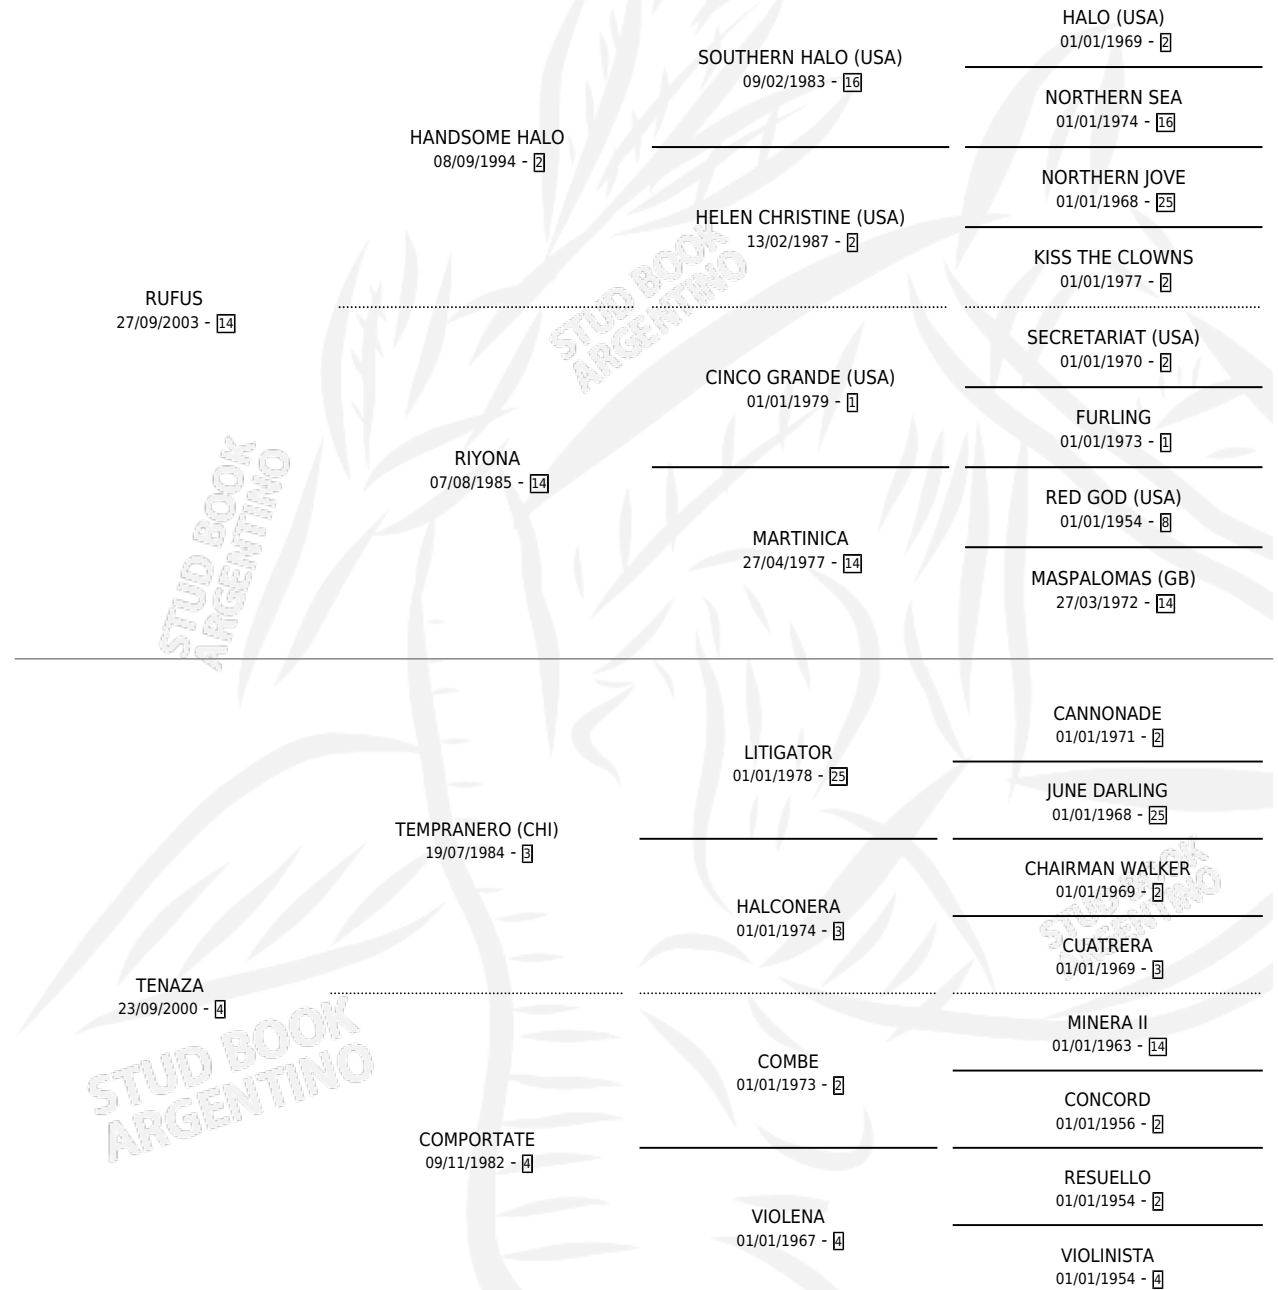 HALO (USA)
01/01/1969 - 2
SOUTHERN HALO (USA)
09/02/1983 - 16
NORTHERN SEA
01/01/1974 - 16
HANDSOME HALO
08/09/1994 - 2
NORTHERN JOVE
01/01/1968 - 25
HELEN CHRISTINE (USA)
13/02/1987 - 2
KISS THE CLOWNS
01/01/1977 - 2
RUFUS
27/09/2003 - 14
SECRETARIAT (USA)
01/01/1970 - 2
CINCO GRANDE (USA)
01/01/1979 - 1
FURLING
01/01/1973 - 1
RIYONA
07/08/1985 - 14
RED GOD (USA)
01/01/1954 - 8
MARTINICA
27/04/1977 - 14
MASPALOMAS (GB)
27/03/1972 - 14
STUD BOOK
ARGENTINO
STUD BOOK
ARGENTINO
CANNONADE
01/01/1971 - 2
LITIGATOR
01/01/1978 - 25
JUNE DARLING
01/01/1968 - 25
TEMPRANERO (CHI)
19/07/1984 - 3
CHAIRMAN WALKER
01/01/1969 - 2
HALCONERA
01/01/1974 - 3
CUATRERA
01/01/1969 - 3
STUD BOOK
ARGENTINO
TENAZA
23/09/2000 - 4
MINERA II
01/01/1963 - 14
COMBE
01/01/1973 - 2
CONCORD
01/01/1956 - 2
STUD BOOK
ARGENTINO
COMPORTATE
09/11/1982 - 4
RESUELLO
01/01/1954 - 2
VIOLENA
01/01/1967 - 4
VIOLINISTA
01/01/1954 - 4